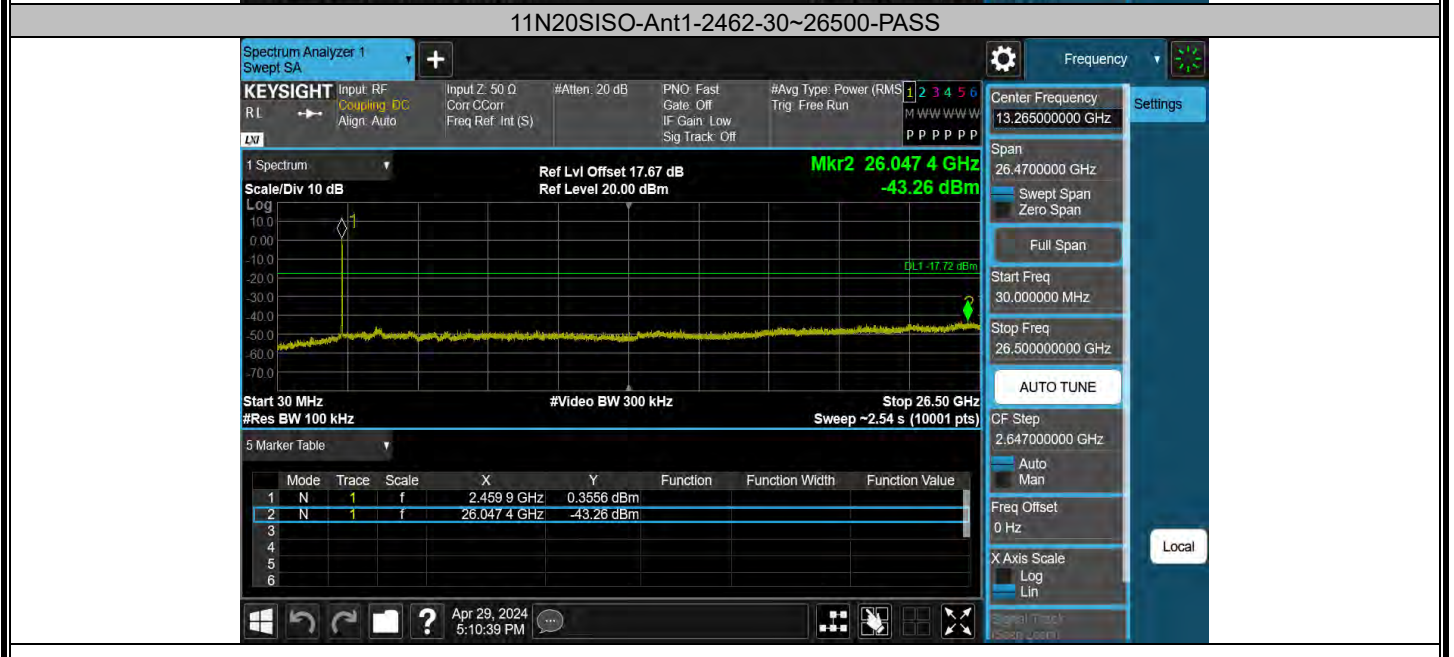 11N20SISO-Ant1-2462-30~26500-PASS
Spectrum Analyzer 1
Swept SA
+
Frequency
KEYSIGHT
R L
LXI
Input: RF
Coupling: DC
Align: Auto
Input Z: 50 Ω
Corr CCorr
Freq Ref: Int (S)
#Atten: 20 dB
PNO: Fast
Gate: Off
IF Gain: Low
Sig Track: Off
#Avg Type: Power (RMS
Trig: Free Run
1 2 3 4 5 6
M W W W W W
P P P P P P
1 Spectrum
Scale/Div 10 dB
Log
Ref Lvl Offset 17.67 dB
Ref Level 20.00 dBm
Mkr2 26.047 4 GHz
-43.26 dBm
1
10.0
0.00
-10.0
DL1 -17.72 dBm
-20.0
-30.0
2
-40.0
-50.0
-60.0
-70.0
Start 30 MHz
#Video BW 300 kHz
Stop 26.50 GHz
#Res BW 100 kHz
Sweep ~2.54 s (10001 pts)
5 Marker Table
Mode Trace Scale X Y Function Function Width Function Value
1 N 1 f 2.459 9 GHz 0.3556 dBm
2 N 1 f 26.047 4 GHz -43.26 dBm
3
4
5
6
?
Apr 29, 2024
5:10:39 PM
Center Frequency
13.265000000 GHz
Settings
Span
26.4700000 GHz
Swept Span
Zero Span
Full Span
Start Freq
30.000000 MHz
Stop Freq
26.500000000 GHz
AUTO TUNE
CF Step
2.647000000 GHz
Auto
Man
Freq Offset
0 Hz
Local
X Axis Scale
Log
Lin
Signal Track
(Span Zoom)